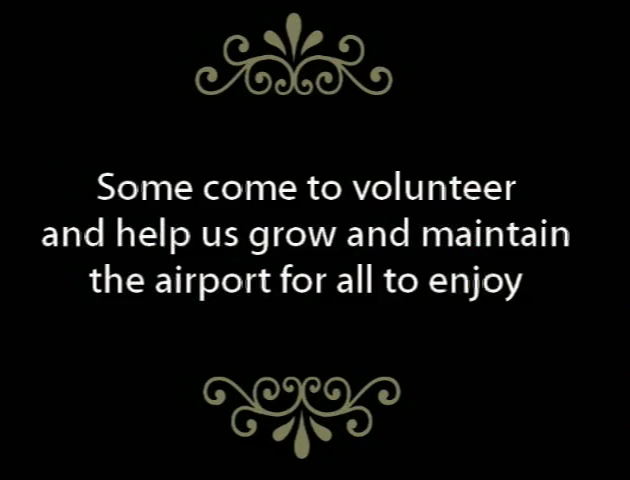 Some come to volunteer
and help us grow and maintain
the airport for all to enjoy